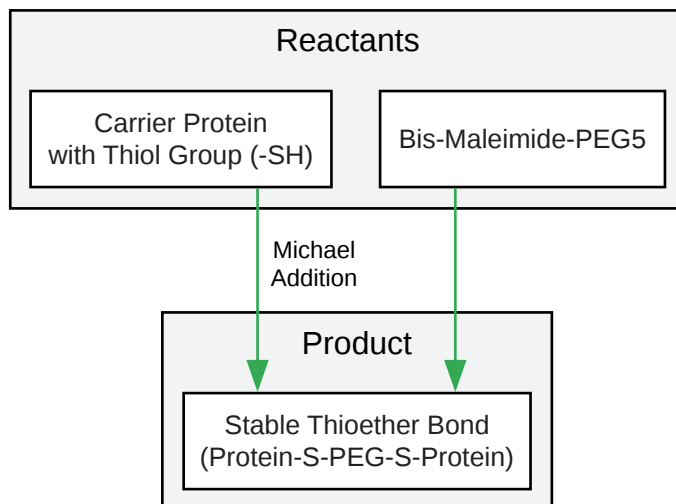 Reactants
Carrier Protein
with Thiol Group (-SH)
Bis-Maleimide-PEG5
Michael
Addition
Product
Stable Thioether Bond
(Protein-S-PEG-S-Protein)